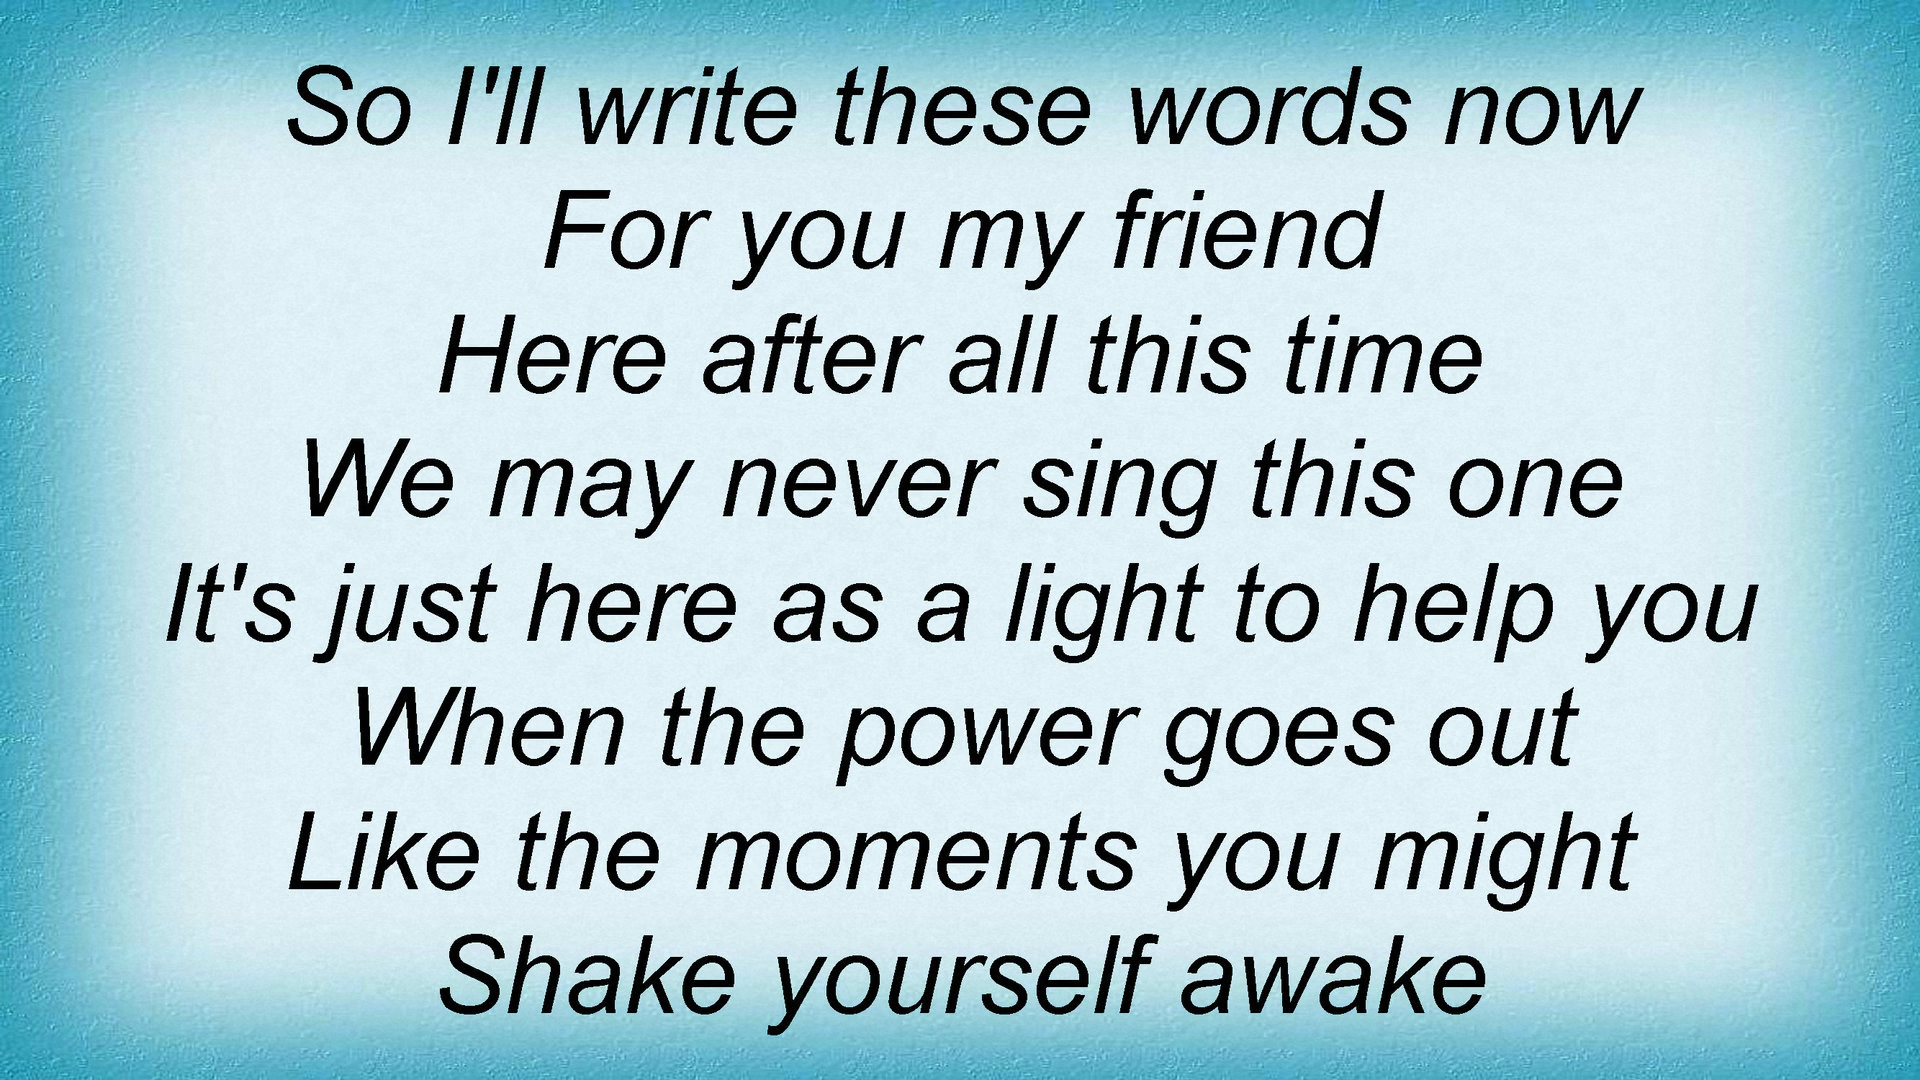 So I'll write these words now
For you my friend
Here after all this time
We may never sing this one
It's just here as a light to help you
When the power goes out
Like the moments you might
Shake yourself awake